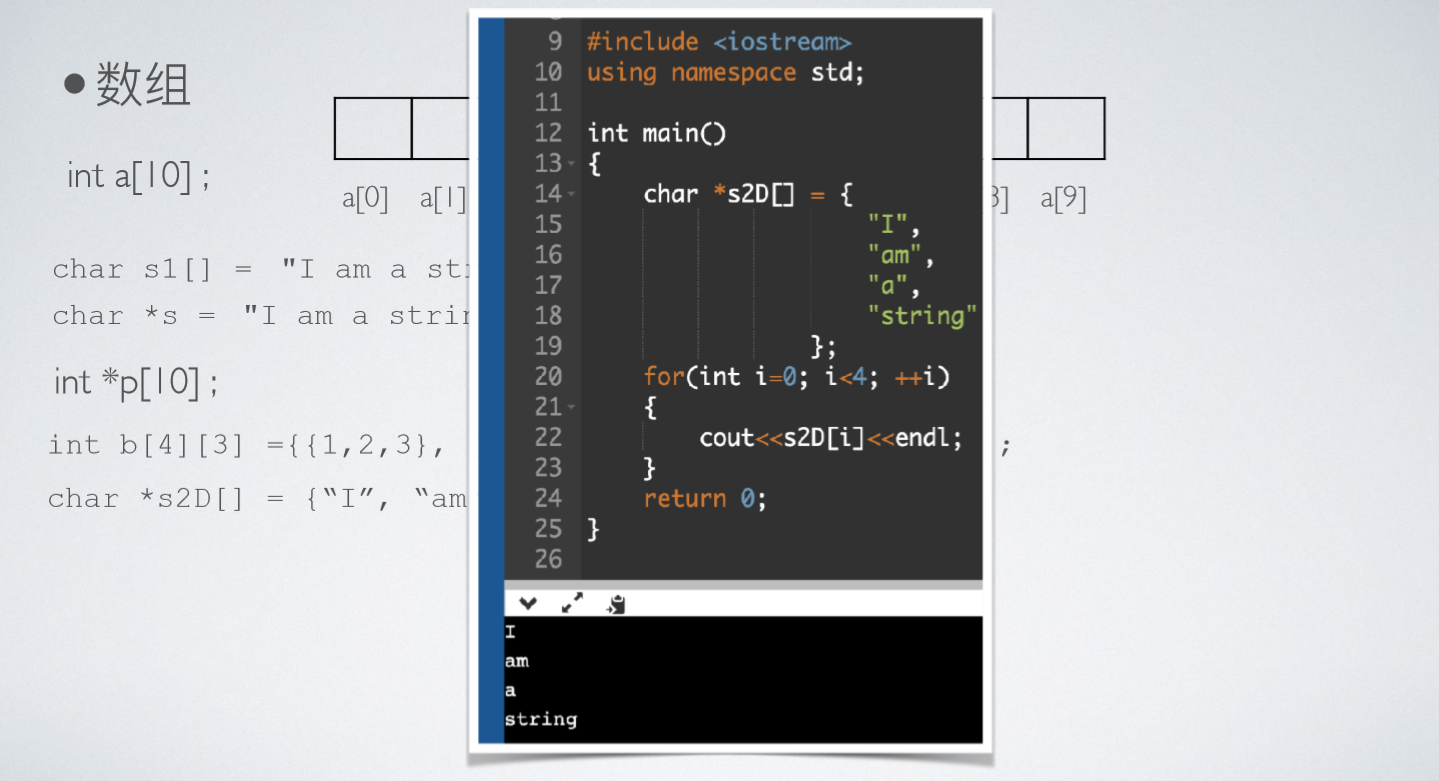 •数组
int a[10] ;
a[0] a[1] a[9]
char s1[] = "I am a
char *s = "I am a
int *p[10] ;
int b[4][3] ={{1,2,3}, ;
char *s2D[] = {“I”, “am
9 #include <iostream>
10 using namespace std;
11
12 int main()
13 {
14 char *s2D[] = {
15 "I",
16 "am",
17 "a",
18 "string"
19 };
20 for(int i=0; i<4; ++i)
21 {
22 cout<<s2D[i]<<endl;
23 }
24 return 0;
25 }
26
I
am
a
string